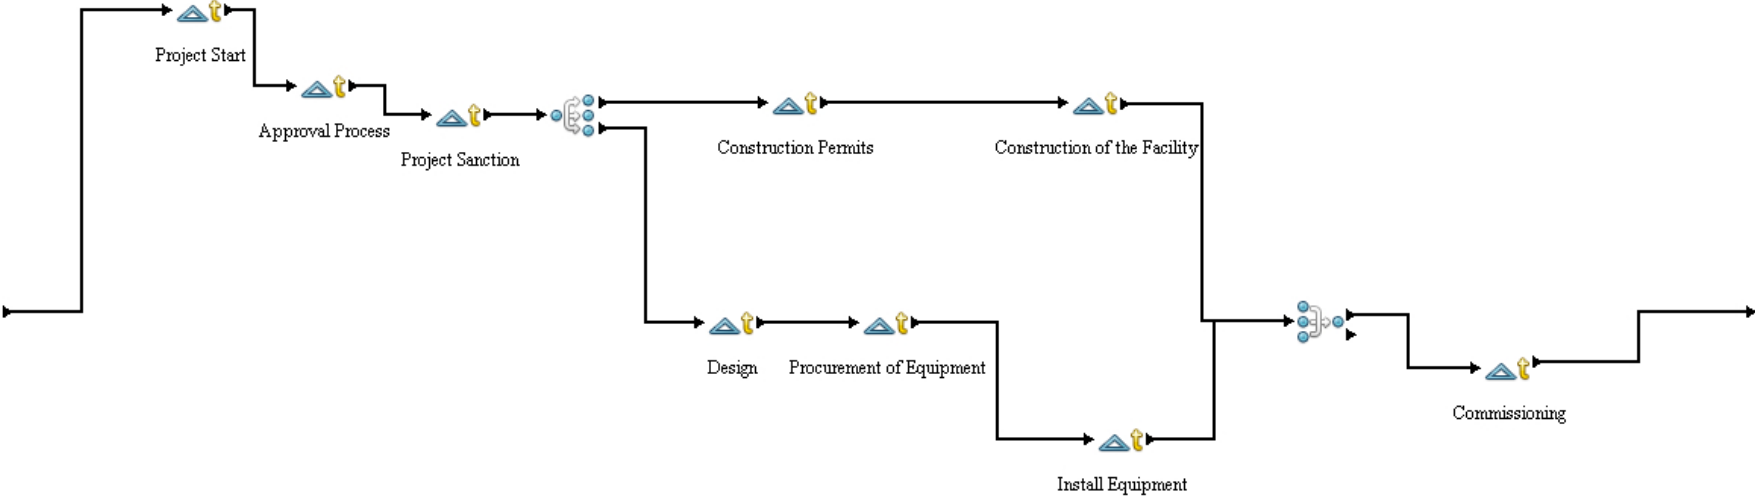 Project Start
Approval Process
Project Sanction
Construction Permits
Construction of the Facility
Design
Procurement of Equipment
Install Equipment
Commissioning